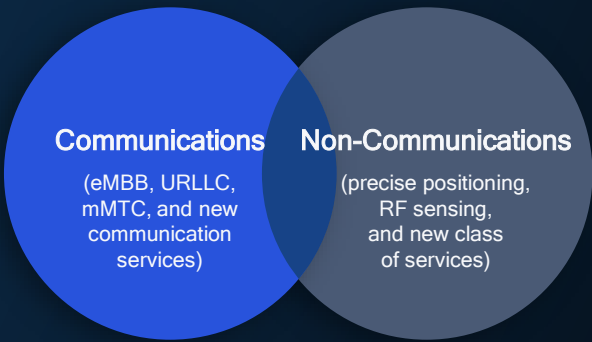 Communications
(eMBB, URLLC,
mMTC, and new
communication
services)
Non-Communications
(precise positioning,
RF sensing,
and new class
of services)